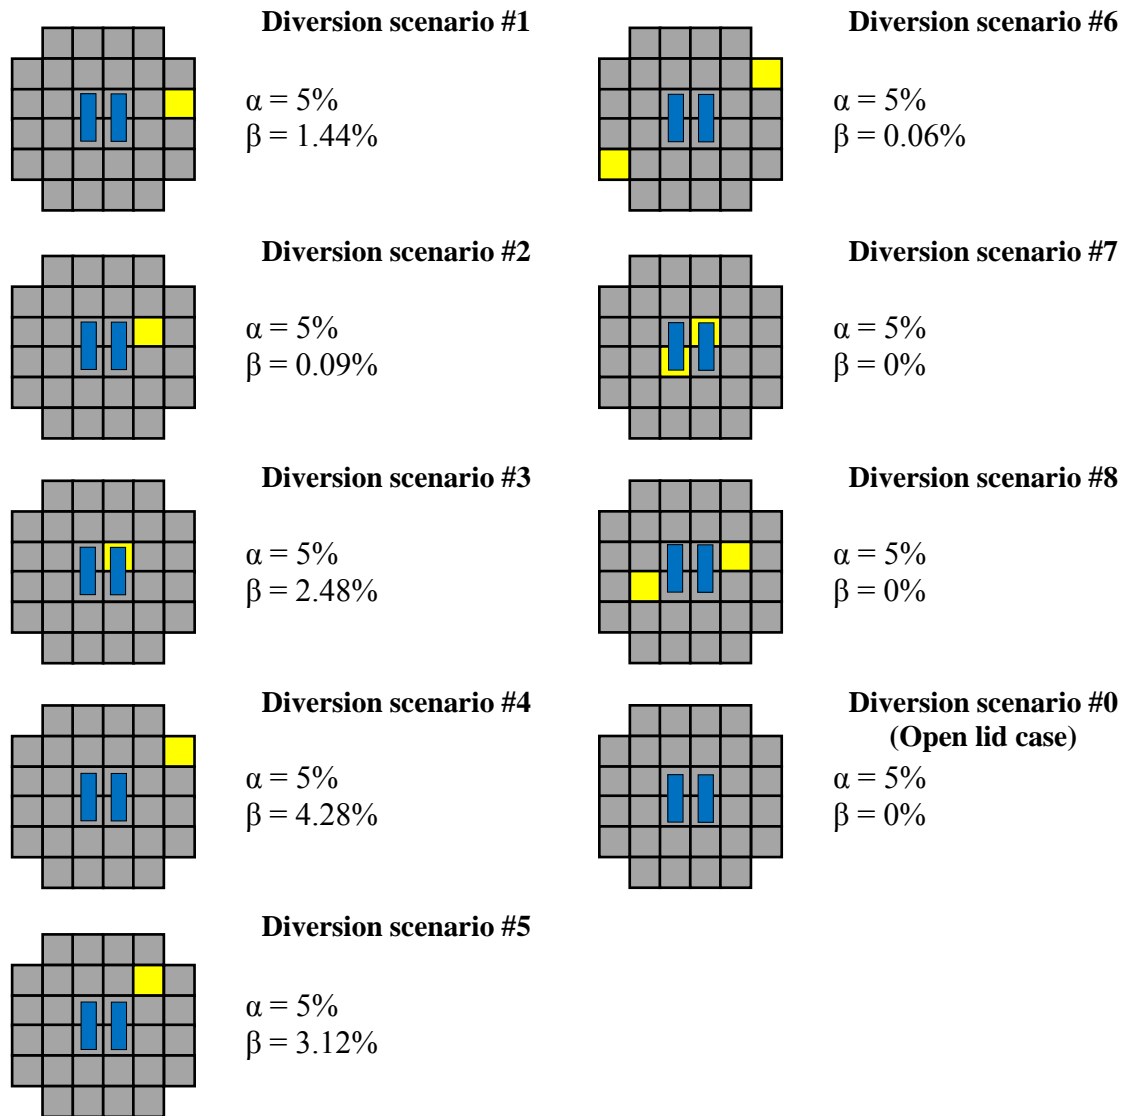 Diversion scenario #1
α = 5%
β = 1.44%
Diversion scenario #2
α = 5%
β = 0.09%
Diversion scenario #3
α = 5%
β = 2.48%
Diversion scenario #4
α = 5%
β = 4.28%
Diversion scenario #5
α = 5%
β = 3.12%
Diversion scenario #6
α = 5%
β = 0.06%
Diversion scenario #7
α = 5%
β = 0%
Diversion scenario #8
α = 5%
β = 0%
Diversion scenario #0
(Open lid case)
α = 5%
β = 0%